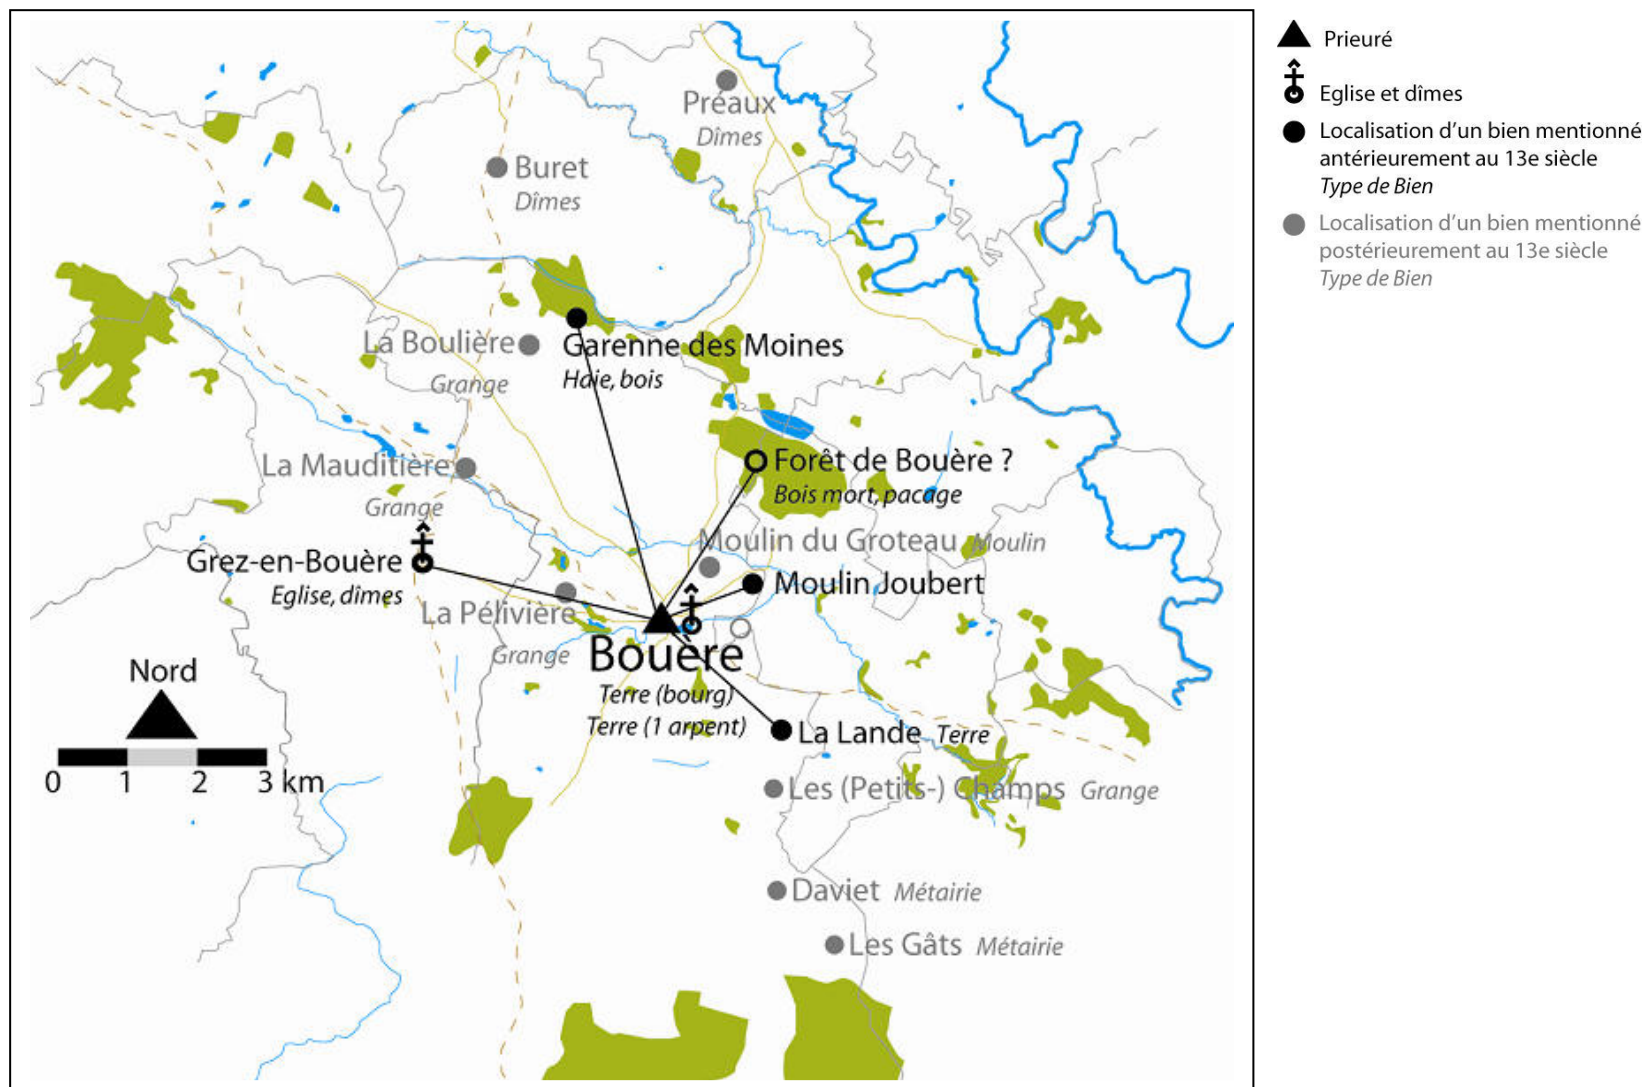 Prieuré
Eglise et dîmes
Localisation d'un bien mentionné
antérieurement au 13e siècle
Type de Bien
Localisation d'un bien mentionné
postérieurement au 13e siècle
Type de Bien
Préaux
Dîmes
Buret
Dîmes
La Boulière
Grange
Garenne des Moines
Haie, bois
La Mauditière
Grange
Forêt de Bouère ?
Bois mort, pacage
Moulin du Groteau Moulin
Grez-en-Bouère
Eglise, dîmes
Moulin Joubert
La Pélivière
Grange
Bouère
Terre (bourg)
Terre (1 arpent)
La Lande Terre
Les (Petits-) Champs Grange
Daviet Métairie
Les Gâts Métairie
Nord
0 1 2 3 km